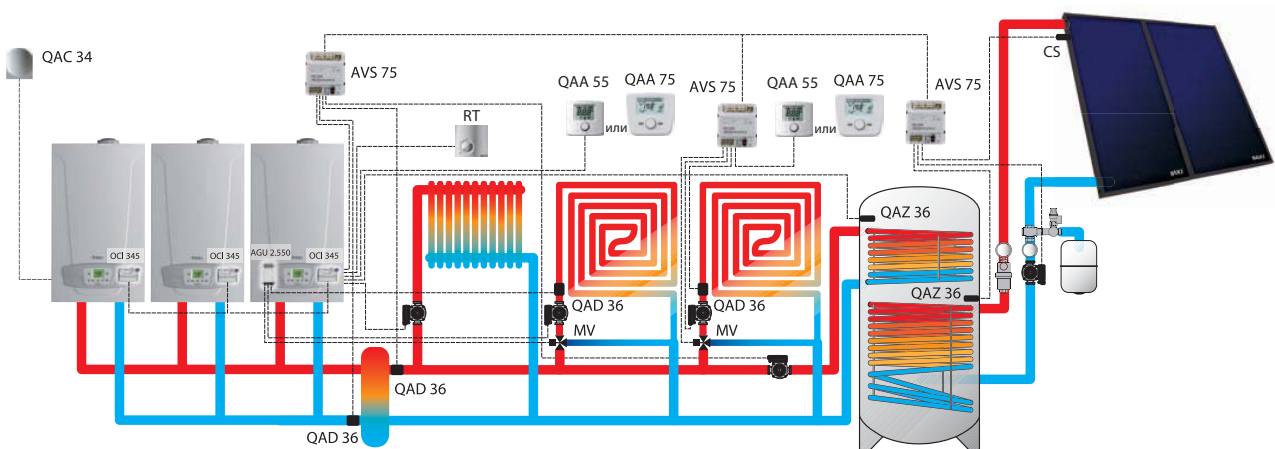 QAC 34
AVS 75
RT
QAA 55
QAA 75
или
AVS 75
QAA 55
QAA 75
или
AVS 75
CS
OCI 345
OCI 345
AGU 2.550
OCI 345
QAD 36
MV
QAD 36
MV
QAZ 36
QAZ 36
QAD 36
QAD 36